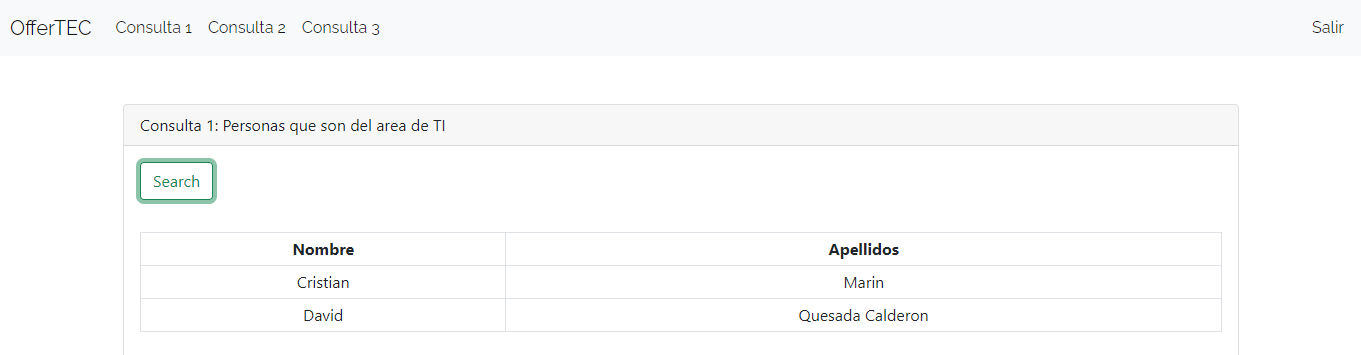 OfferTEC Consulta 1 Consulta 2 Consulta 3 Salir
Consulta 1: Personas que son del area de TI
Search
Nombre Apellidos
Cristian Marin
David Quesada Calderon